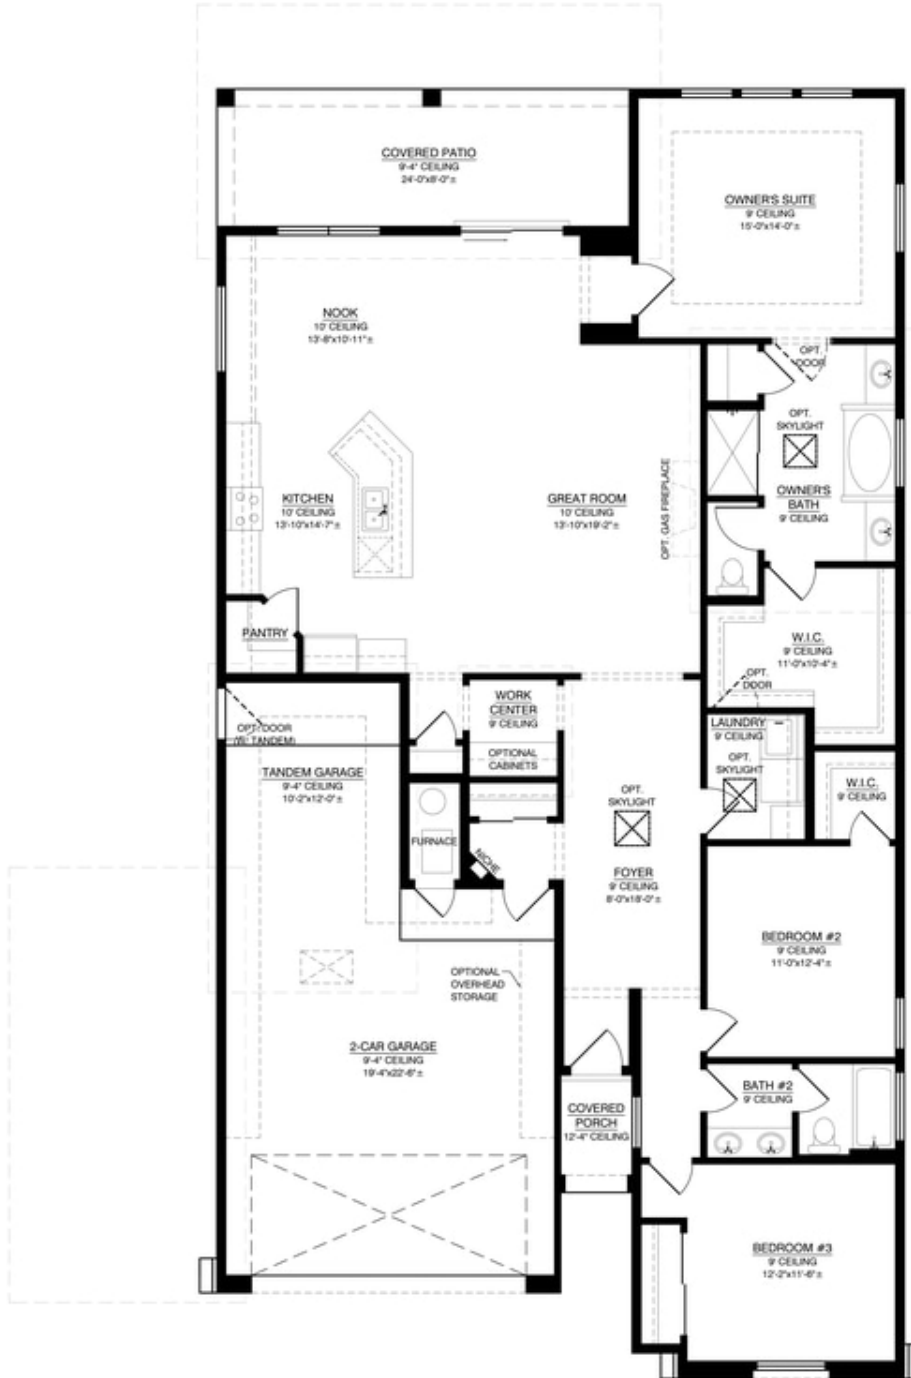 COVERED PATIO
9'-4" CEILING
24'-0"x8'-0"±
OWNER'S SUITE
9' CEILING
15'-0"x14'-0"±
NOOK
10' CEILING
13'-8"x10'-11"±
OPT.
DOOR
OPT.
SKYLIGHT
OWNER'S
BATH
9' CEILING
KITCHEN
10' CEILING
13'-10"x14'-7"±
GREAT ROOM
10' CEILING
13'-10"x19'-2"±
OPT. GAS FIREPLACE
PANTRY
W.I.C.
9' CEILING
11'-0"x10'-4"±
OPT.
DOOR
WORK
CENTER
9' CEILING
OPTIONAL
CABINETS
OPT. DOOR
(W/ TANDEM)
LAUNDRY
9' CEILING
OPT.
SKYLIGHT
TANDEM GARAGE
9'-4" CEILING
10'-2"x12'-0"±
W.I.C.
9' CEILING
OPT.
SKYLIGHT
FURNACE
NICHE
FOYER
9' CEILING
8'-0"x18'-0"±
BEDROOM #2
9' CEILING
11'-0"x12'-4"±
OPTIONAL
OVERHEAD
STORAGE
2-CAR GARAGE
9'-4" CEILING
19'-4"x22'-6"±
BATH #2
9' CEILING
COVERED
PORCH
12'-4" CEILING
BEDROOM #3
9' CEILING
12'-2"x11'-6"±